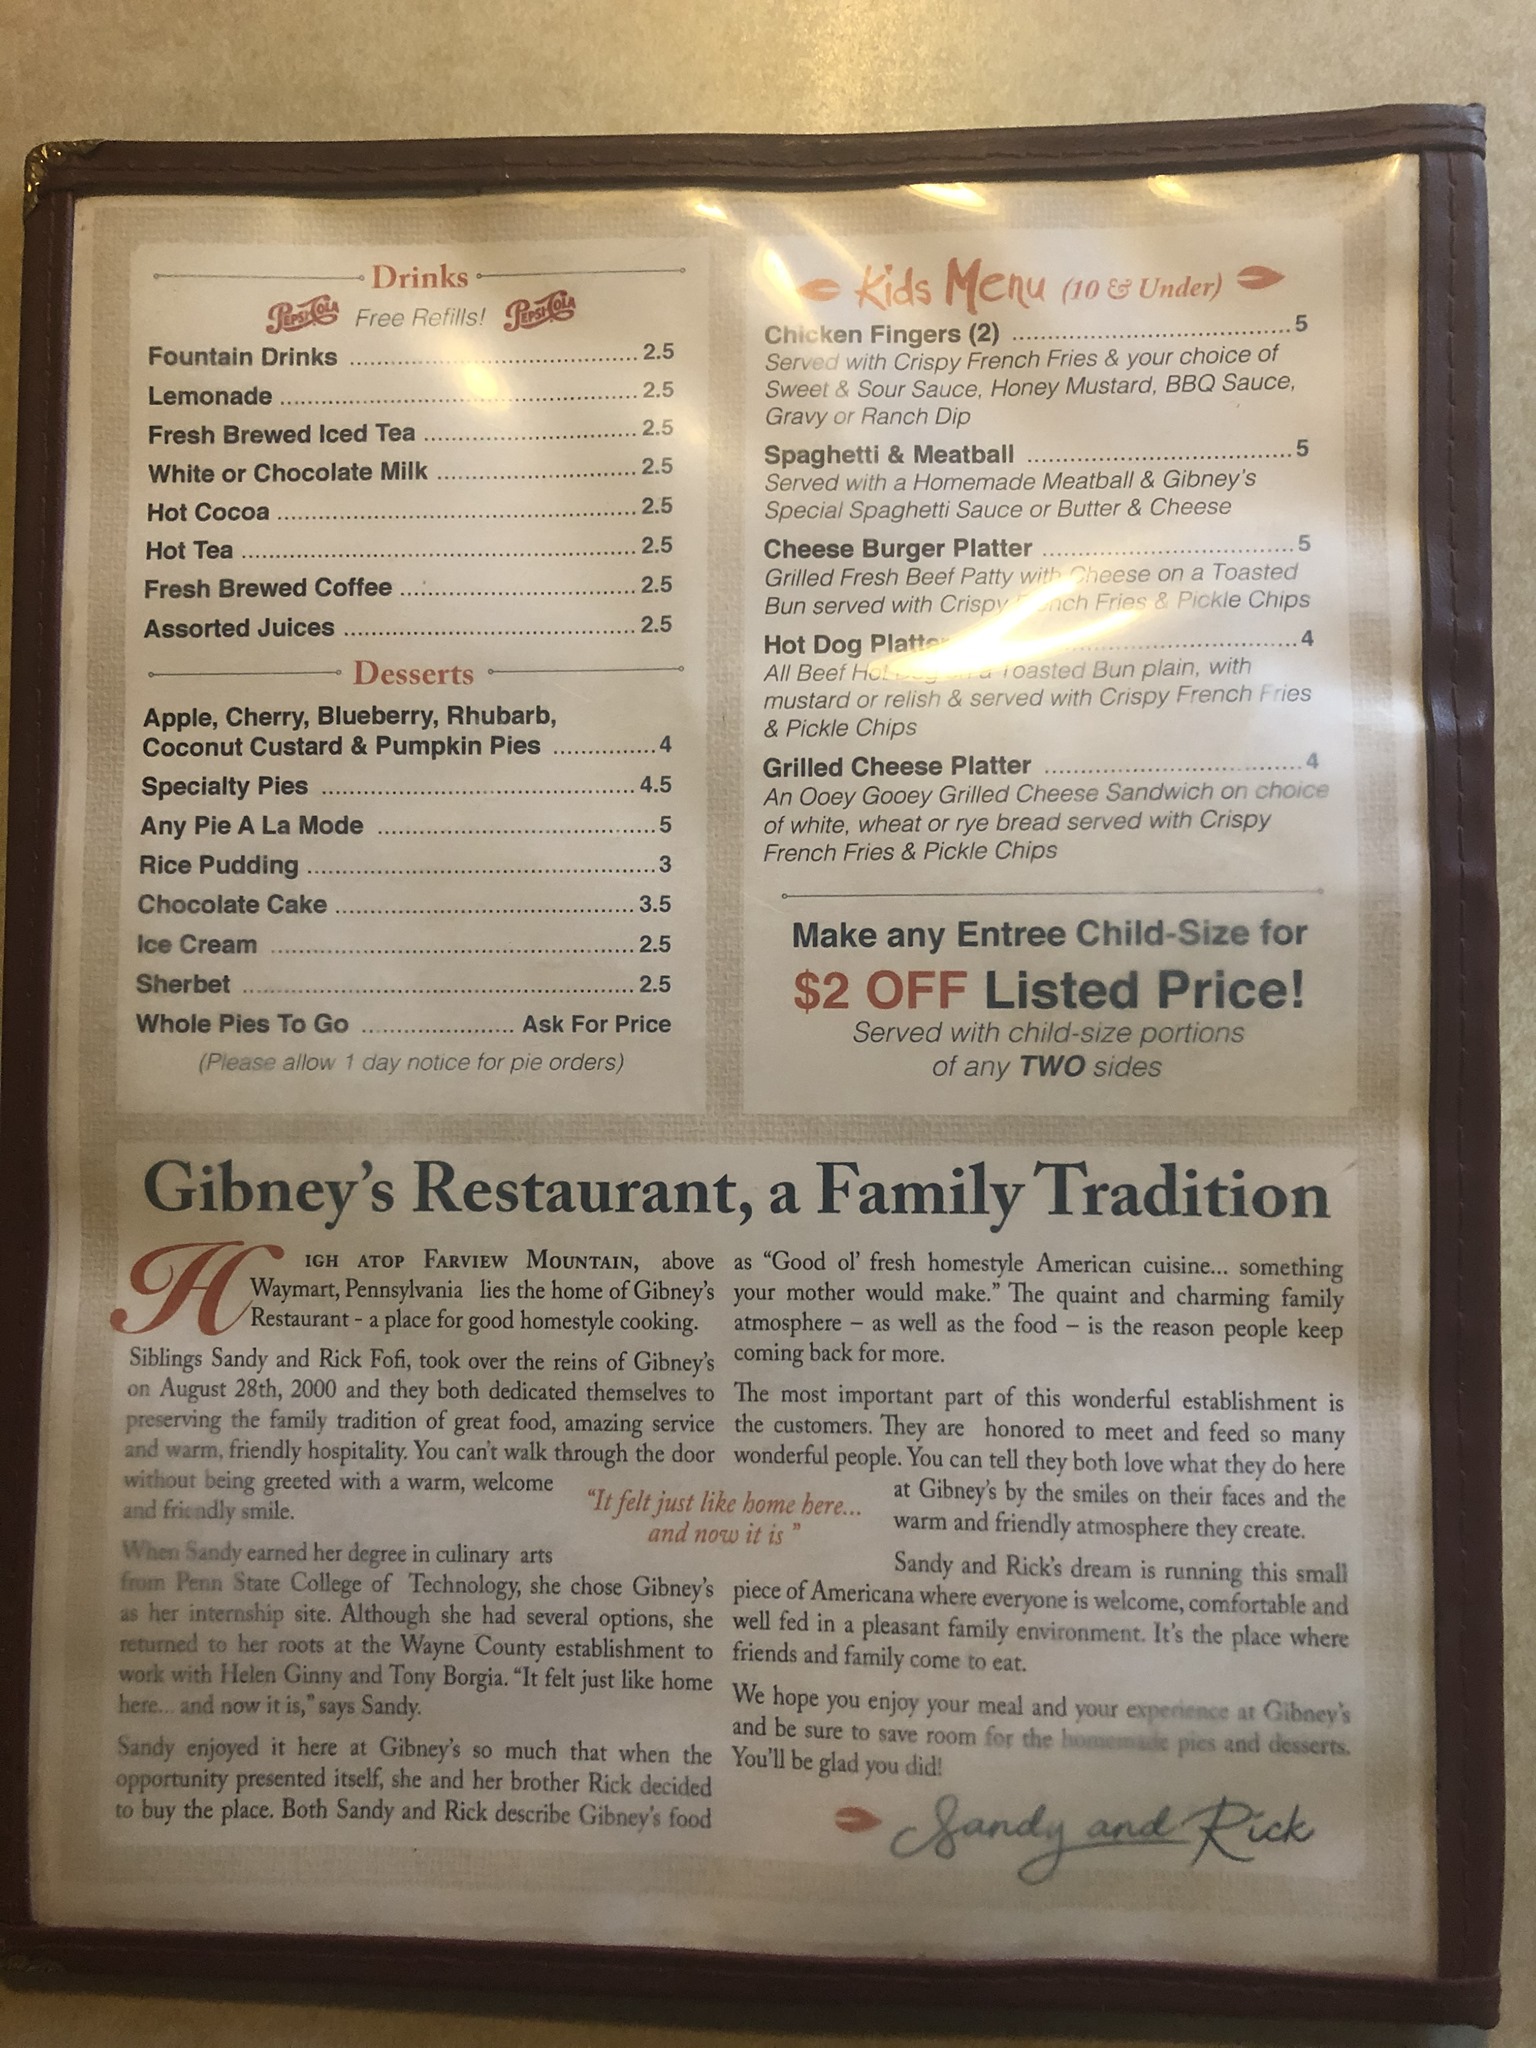 Drinks
PEPSI-COLA Free Refills! PEPSI-COLA
Fountain Drinks .......... 2.5
Lemonade .......... 2.5
Fresh Brewed Iced Tea .......... 2.5
White or Chocolate Milk .......... 2.5
Hot Cocoa .......... 2.5
Hot Tea .......... 2.5
Fresh Brewed Coffee .......... 2.5
Assorted Juices .......... 2.5
Desserts
Apple, Cherry, Blueberry, Rhubarb,
Coconut Custard & Pumpkin Pies .......... 4
Specialty Pies .......... 4.5
Any Pie A La Mode .......... 5
Rice Pudding .......... 3
Chocolate Cake .......... 3.5
Ice Cream .......... 2.5
Sherbet .......... 2.5
Whole Pies To Go .......... Ask For Price
(Please allow 1 day notice for pie orders)
Kids Menu (10 & Under)
Chicken Fingers (2) .......... 5
Served with Crispy French Fries & your choice of
Sweet & Sour Sauce, Honey Mustard, BBQ Sauce,
Gravy or Ranch Dip
Spaghetti & Meatball .......... 5
Served with a Homemade Meatball & Gibney's
Special Spaghetti Sauce or Butter & Cheese
Cheese Burger Platter .......... 5
Grilled Fresh Beef Patty with Cheese on a Toasted
Bun served with Crispy French Fries & Pickle Chips
Hot Dog Platter .......... 4
All Beef Hot Dog on a Toasted Bun plain, with
mustard or relish & served with Crispy French Fries
& Pickle Chips
Grilled Cheese Platter .......... 4
An Ooey Gooey Grilled Cheese Sandwich on choice
of white, wheat or rye bread served with Crispy
French Fries & Pickle Chips
Make any Entree Child-Size for
$2 OFF Listed Price!
Served with child-size portions
of any TWO sides
Gibney's Restaurant, a Family Tradition
HIGH ATOP FARVIEW MOUNTAIN, above
Waymart, Pennsylvania lies the home of Gibney's
Restaurant - a place for good homestyle cooking.
Siblings Sandy and Rick Fofi, took over the reins of Gibney's
on August 28th, 2000 and they both dedicated themselves to
preserving the family tradition of great food, amazing service
and warm, friendly hospitality. You can't walk through the door
without being greeted with a warm, welcome
and friendly smile.
When Sandy earned her degree in culinary arts
from Penn State College of Technology, she chose Gibney's
as her internship site. Although she had several options, she
returned to her roots at the Wayne County establishment to
work with Helen Ginny and Tony Borgia. "It felt just like home
here... and now it is," says Sandy.
Sandy enjoyed it here at Gibney's so much that when the
opportunity presented itself, she and her brother Rick decided
to buy the place. Both Sandy and Rick describe Gibney's food
"It felt just like home here...
and now it is"
as "Good ol' fresh homestyle American cuisine... something
your mother would make." The quaint and charming family
atmosphere – as well as the food – is the reason people keep
coming back for more.
The most important part of this wonderful establishment is
the customers. They are honored to meet and feed so many
wonderful people. You can tell they both love what they do here
at Gibney's by the smiles on their faces and the
warm and friendly atmosphere they create.
Sandy and Rick's dream is running this small
piece of Americana where everyone is welcome, comfortable and
well fed in a pleasant family environment. It's the place where
friends and family come to eat.
We hope you enjoy your meal and your experience at Gibney's
and be sure to save room for the homemade pies and desserts.
You'll be glad you did!
Sandy and Rick